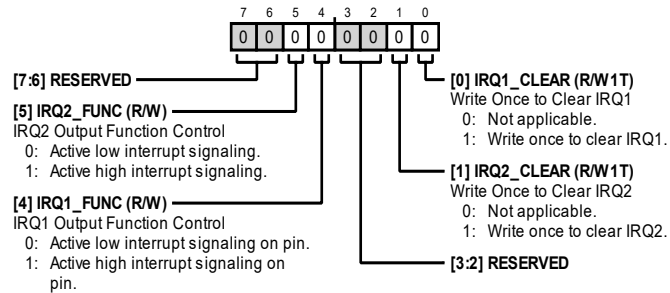 7 6 5 4 3 2 1 0
0 0 0 0 0 0 0 0
[7:6] RESERVED
[5] IRQ2_FUNC (R/W)
IRQ2 Output Function Control
0: Active low interrupt signaling.
1: Active high interrupt signaling.
[4] IRQ1_FUNC (R/W)
IRQ1 Output Function Control
0: Active low interrupt signaling on pin.
1: Active high interrupt signaling on
pin.
[0] IRQ1_CLEAR (R/W1T)
Write Once to Clear IRQ1
0: Not applicable.
1: Write once to clear IRQ1.
[1] IRQ2_CLEAR (R/W1T)
Write Once to Clear IRQ2
0: Not applicable.
1: Write once to clear IRQ2.
[3:2] RESERVED